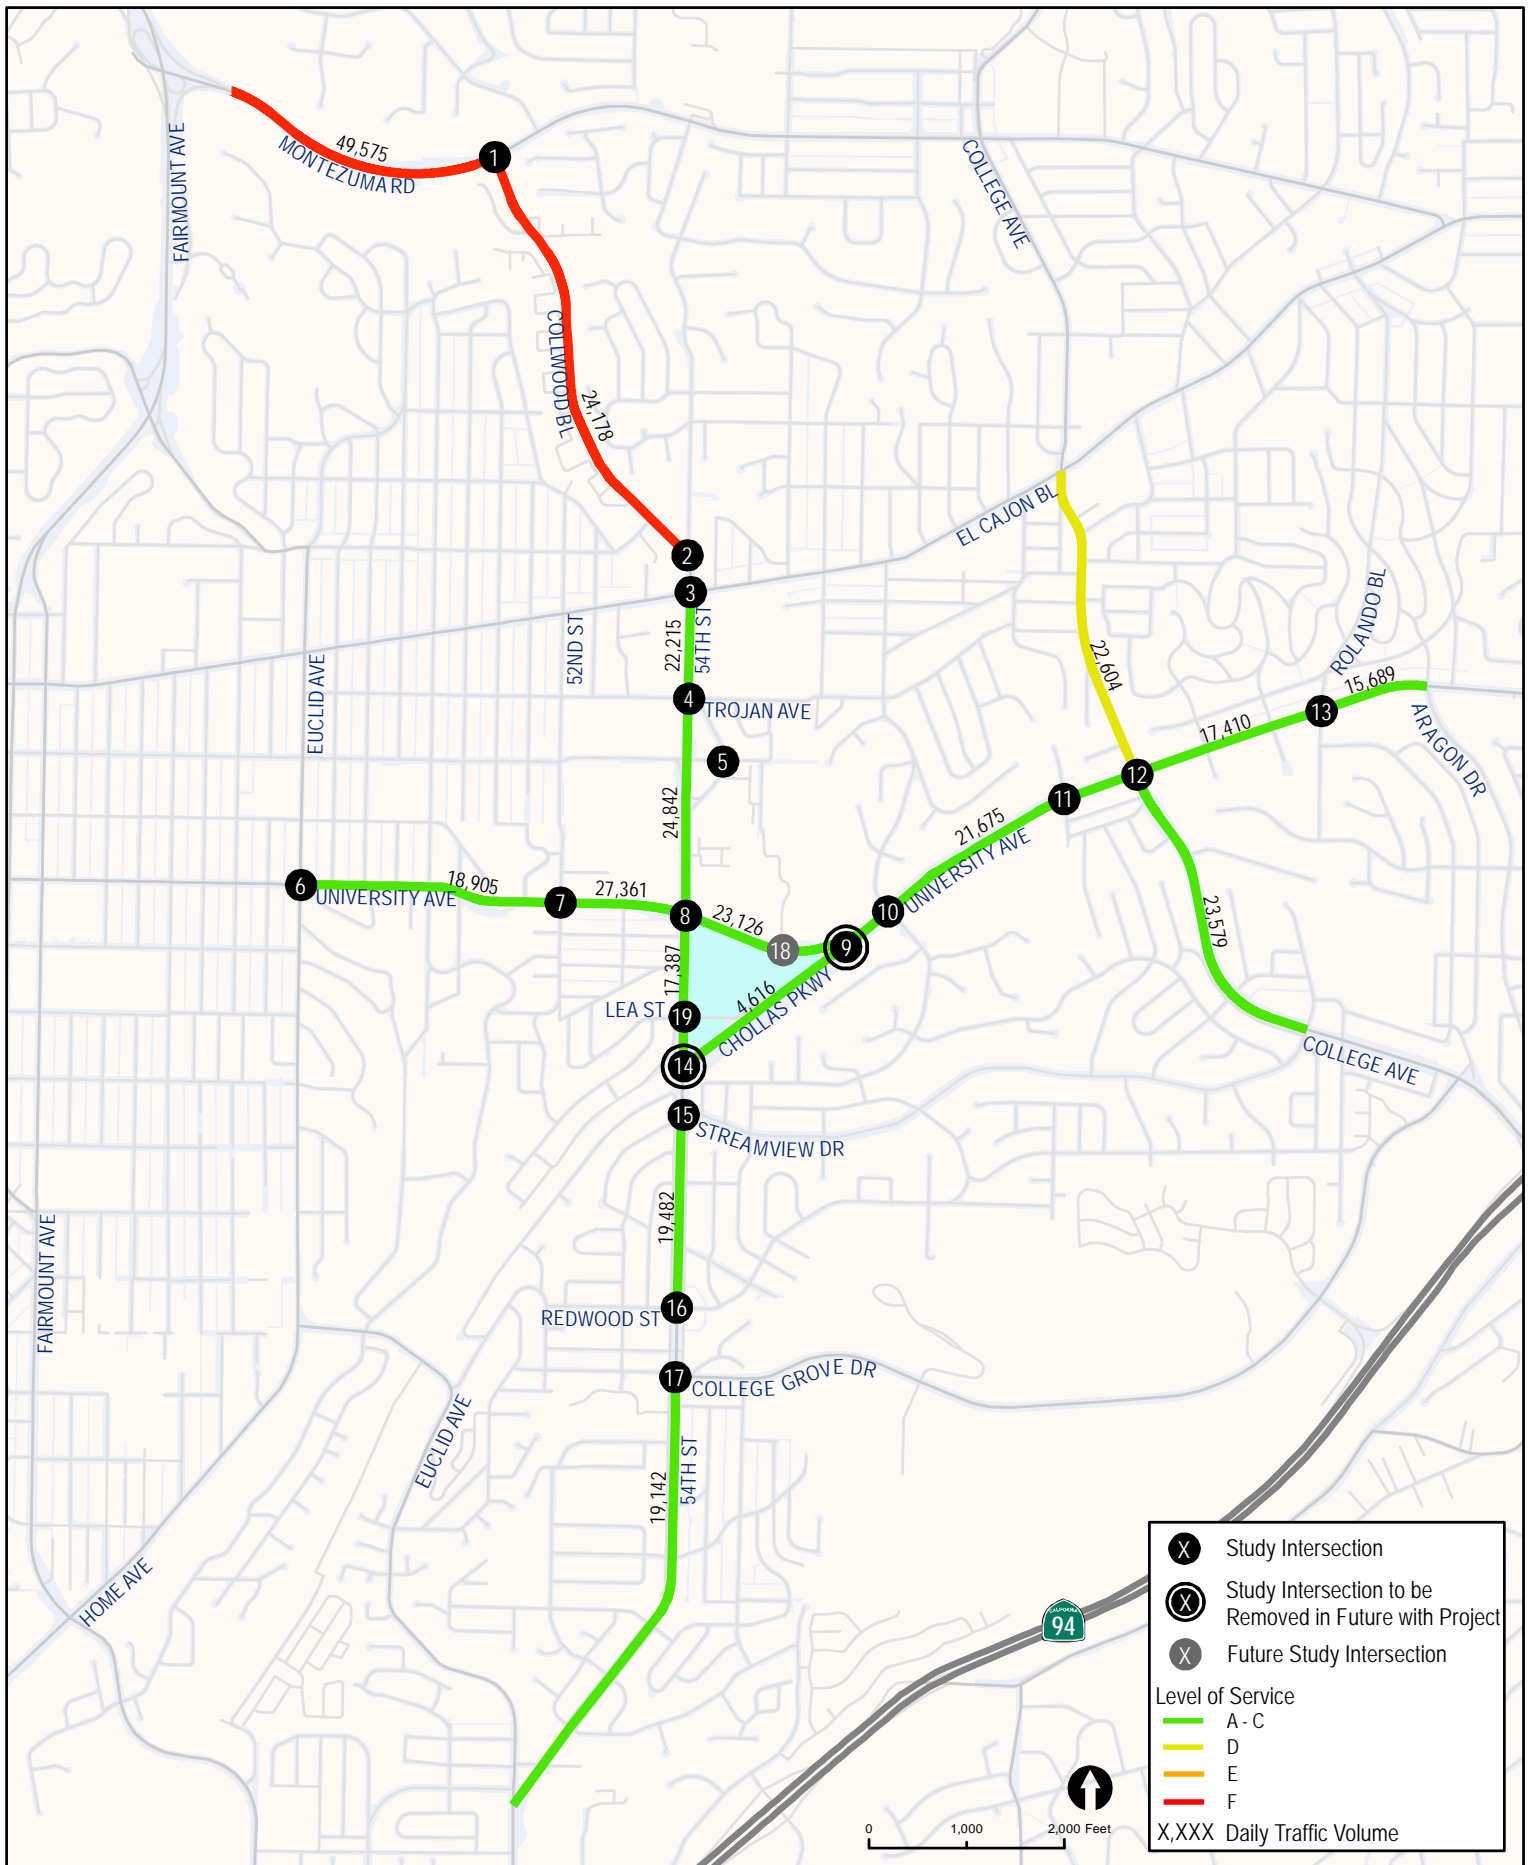 49,575
MONTEZUMA RD
1
FAIRMOUNT AVE
COLLEGE AVE
COLLWOOD BL
24,178
2
3
EL CAJON BL
22,215
54TH ST
52ND ST
EUCLID AVE
4
TROJAN AVE
5
22,604
ROLANDO BL
15,689
13
17,410
ARAGON DR
12
11
24,842
21,675
UNIVERSITY AVE
6
UNIVERSITY AVE
18,905
7
27,361
8
23,126
18
9
10
23,579
17,387
4,616
CHOLLAS PKWY
LEA ST
19
14
COLLEGE AVE
15
STREAMVIEW DR
19,482
FAIRMOUNT AVE
REDWOOD ST
16
17
COLLEGE GROVE DR
EUCLID AVE
19,142
54TH ST
HOME AVE
CALIFORNIA
94
X Study Intersection
X Study Intersection to be
Removed in Future with Project
X Future Study Intersection
Level of Service
A - C
D
E
F
X,XXX Daily Traffic Volume
0 1,000 2,000 Feet